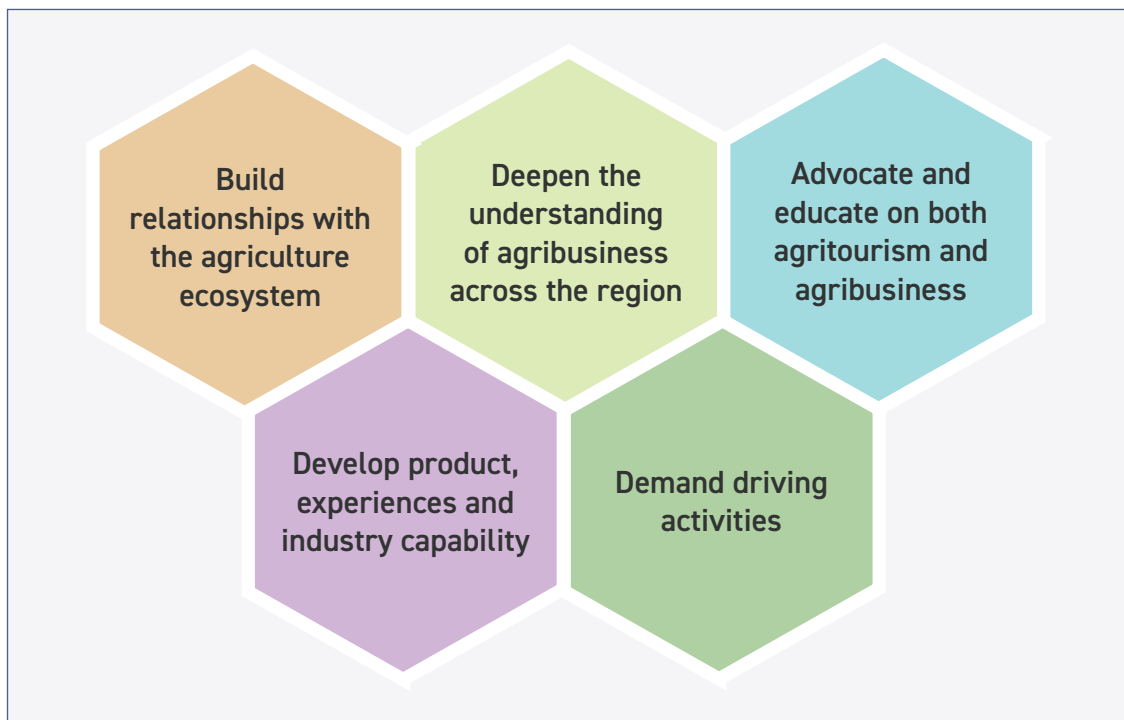 Build
relationships with
the agriculture
ecosystem
Deepen the
understanding
of agribusiness
across the region
Advocate and
educate on both
agritourism and
agribusiness
Develop product,
experiences and
industry capability
Demand driving
activities